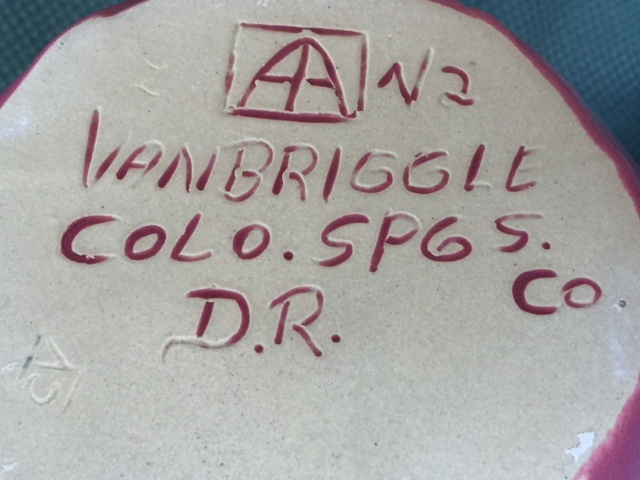 AA N2
VANBRIGGLE
COLO. SPGS.
CO
D.R.